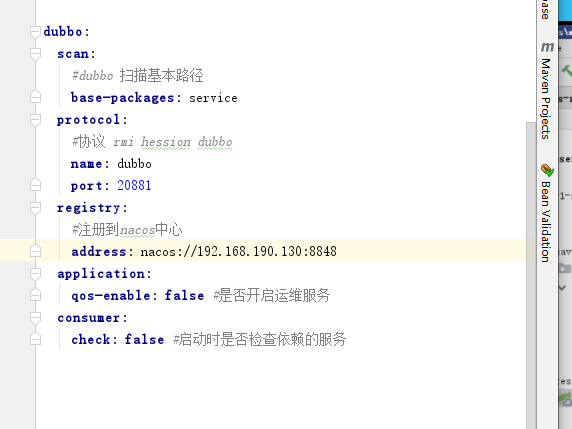 dubbo:
scan:
#dubbo 扫描基本路径
base-packages: service
protocol:
#协议 rmi hession dubbo
name: dubbo
port: 20881
registry:
#注册到nacos中心
address: nacos://192.168.190.130:8848
application:
qos-enable: false #是否开启运维服务
consumer:
check: false #启动时是否检查依赖的服务
Maven Projects
Bean Validation